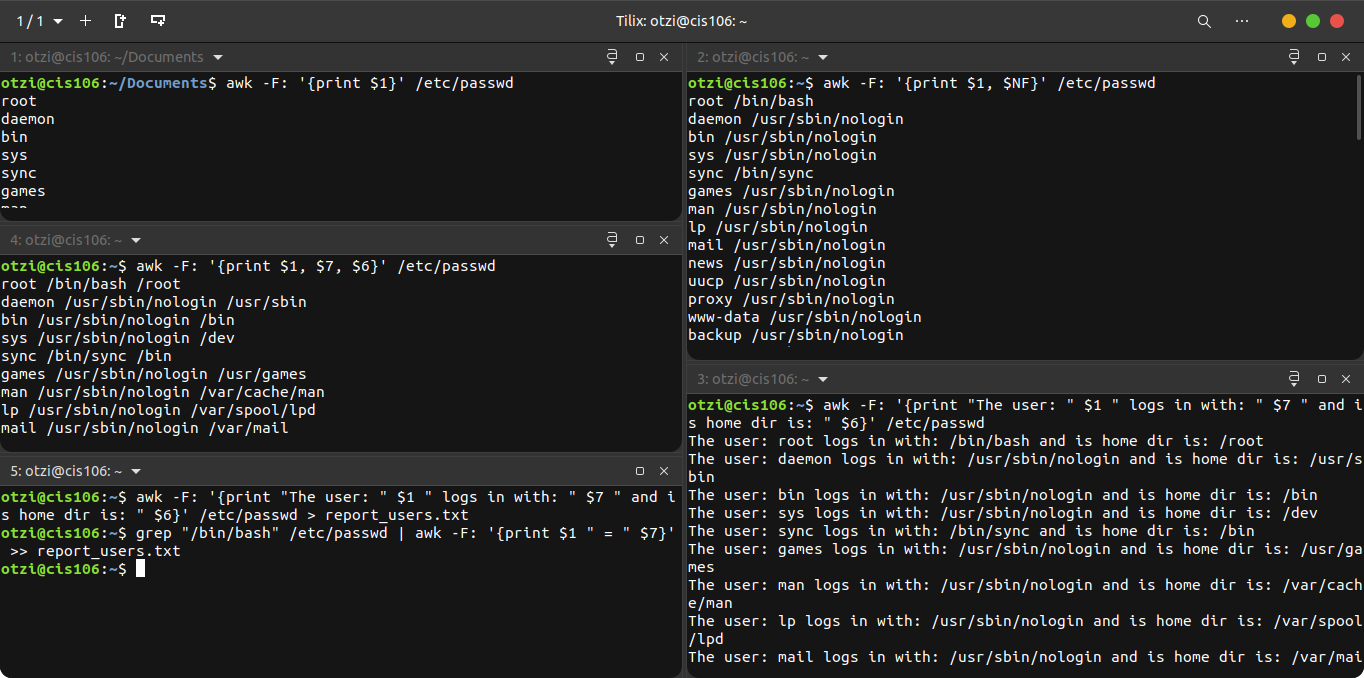 1 / 1
Tilix: otzi@cis106: ~
1: otzi@cis106: ~/Documents
otzi@cis106:~/Documents$ awk -F: '{print $1}' /etc/passwd
root
daemon
bin
sys
sync
games
man
2: otzi@cis106: ~
otzi@cis106:~$ awk -F: '{print $1, $NF}' /etc/passwd
root /bin/bash
daemon /usr/sbin/nologin
bin /usr/sbin/nologin
sys /usr/sbin/nologin
sync /bin/sync
games /usr/sbin/nologin
man /usr/sbin/nologin
lp /usr/sbin/nologin
mail /usr/sbin/nologin
news /usr/sbin/nologin
uucp /usr/sbin/nologin
proxy /usr/sbin/nologin
www-data /usr/sbin/nologin
backup /usr/sbin/nologin
4: otzi@cis106: ~
otzi@cis106:~$ awk -F: '{print $1, $7, $6}' /etc/passwd
root /bin/bash /root
daemon /usr/sbin/nologin /usr/sbin
bin /usr/sbin/nologin /bin
sys /usr/sbin/nologin /dev
sync /bin/sync /bin
games /usr/sbin/nologin /usr/games
man /usr/sbin/nologin /var/cache/man
lp /usr/sbin/nologin /var/spool/lpd
mail /usr/sbin/nologin /var/mail
3: otzi@cis106: ~
otzi@cis106:~$ awk -F: '{print "The user: " $1 " logs in with: " $7 " and i
s home dir is: " $6}' /etc/passwd
The user: root logs in with: /bin/bash and is home dir is: /root
The user: daemon logs in with: /usr/sbin/nologin and is home dir is: /usr/s
bin
The user: bin logs in with: /usr/sbin/nologin and is home dir is: /bin
The user: sys logs in with: /usr/sbin/nologin and is home dir is: /dev
The user: sync logs in with: /bin/sync and is home dir is: /bin
The user: games logs in with: /usr/sbin/nologin and is home dir is: /usr/ga
mes
The user: man logs in with: /usr/sbin/nologin and is home dir is: /var/cach
e/man
The user: lp logs in with: /usr/sbin/nologin and is home dir is: /var/spool
/lpd
The user: mail logs in with: /usr/sbin/nologin and is home dir is: /var/mai
5: otzi@cis106: ~
otzi@cis106:~$ awk -F: '{print "The user: " $1 " logs in with: " $7 " and i
s home dir is: " $6}' /etc/passwd > report_users.txt
otzi@cis106:~$ grep "/bin/bash" /etc/passwd | awk -F: '{print $1 " = " $7}'
 >> report_users.txt
otzi@cis106:~$